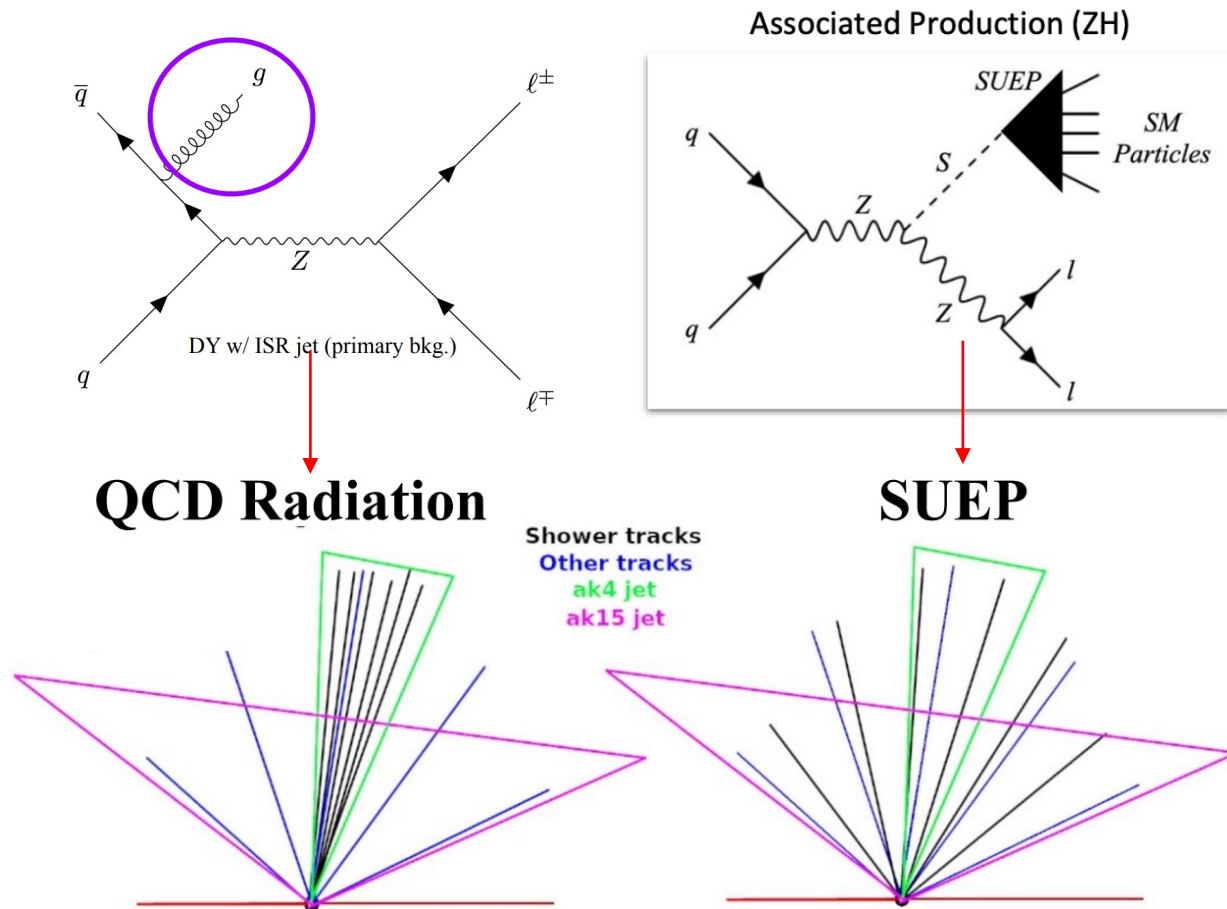 Associated Production (ZH)
q̅
g
ℓ±
Z
DY w/ ISR jet (primary bkg.)
q
ℓ∓
SUEP
SM
Particles
S
q
Z
q
Z
l
l
QCD Radiation
SUEP
Shower tracks
Other tracks
ak4 jet
ak15 jet